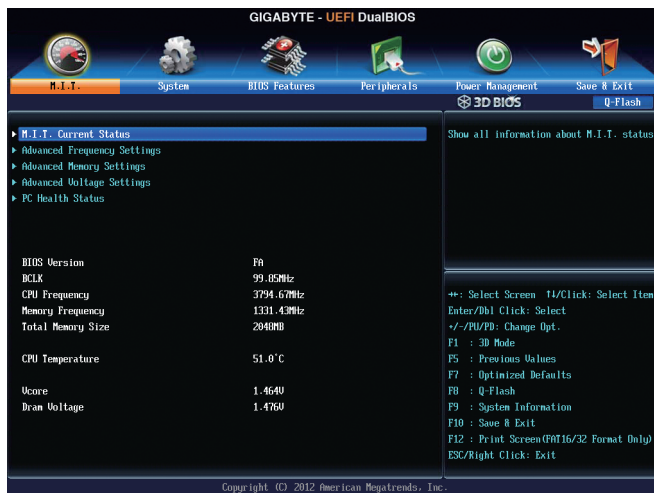 GIGABYTE - UEFI DualBIOS
M.I.T. System BIOS Features Peripherals Power Management Save & Exit
3D BIOS Q-Flash
M.I.T. Current Status
Advanced Frequency Settings
Advanced Memory Settings
Advanced Voltage Settings
PC Health Status
BIOS Version FA
BCLK 99.85MHz
CPU Frequency 3794.67MHz
Memory Frequency 1331.43MHz
Total Memory Size 2048MB
CPU Temperature 51.0°C
Vcore 1.464V
Dram Voltage 1.476V
Show all information about M.I.T. status
→←: Select Screen ↑↓/Click: Select Item
Enter/Dbl Click: Select
+/-/PU/PD: Change Opt.
F1 : 3D Mode
F5 : Previous Values
F7 : Optimized Defaults
F8 : Q-Flash
F9 : System Information
F10 : Save & Exit
F12 : Print Screen(FAT16/32 Format Only)
ESC/Right Click: Exit
Copyright (C) 2012 American Megatrends, Inc.